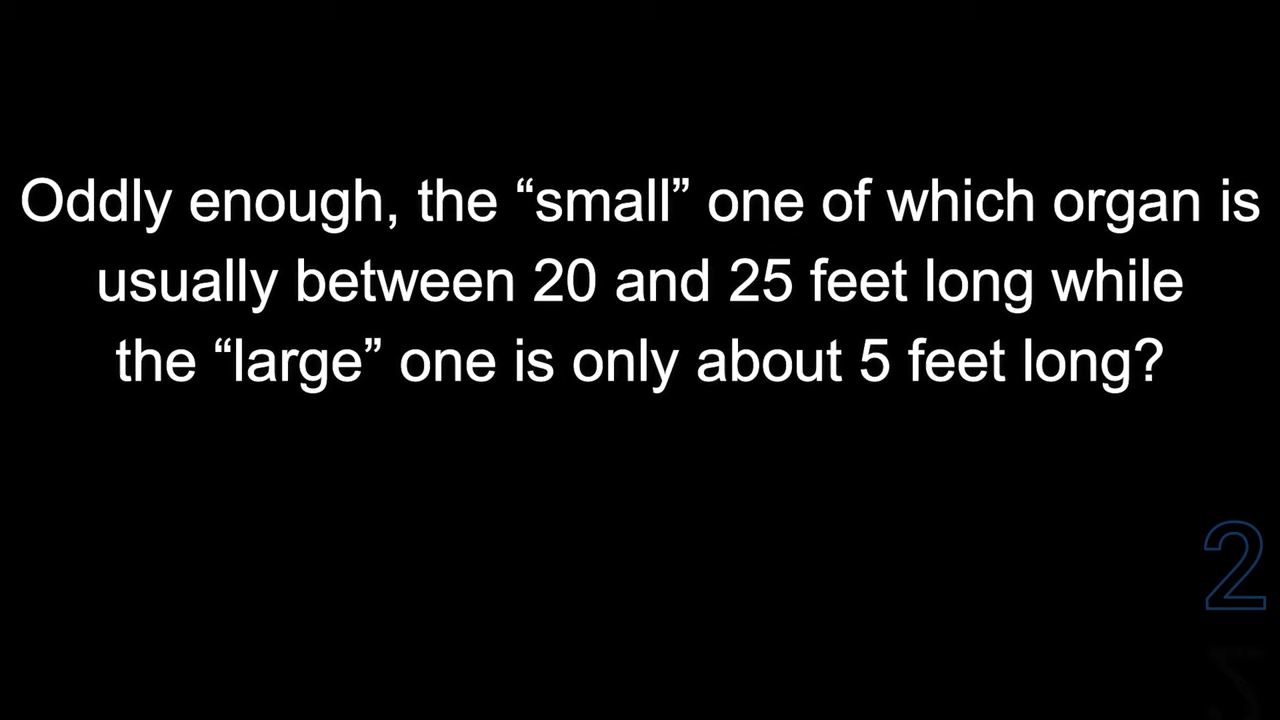 Oddly enough, the “small” one of which organ is
usually between 20 and 25 feet long while
the “large” one is only about 5 feet long?
2